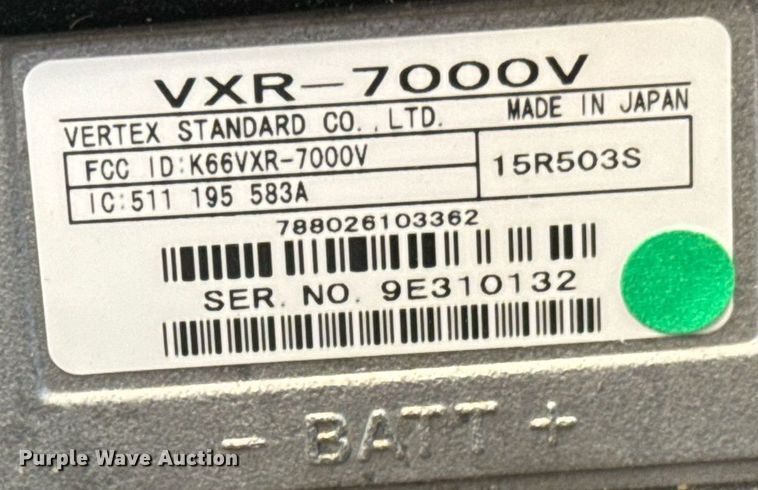 VXR-7000V
VERTEX STANDARD CO.,LTD. MADE IN JAPAN
FCC ID:K66VXR-7000V
15R503S
IC:511 195 583A
788026103362
SER. NO. 9E310132
- BATT +
Purple Wave Auction